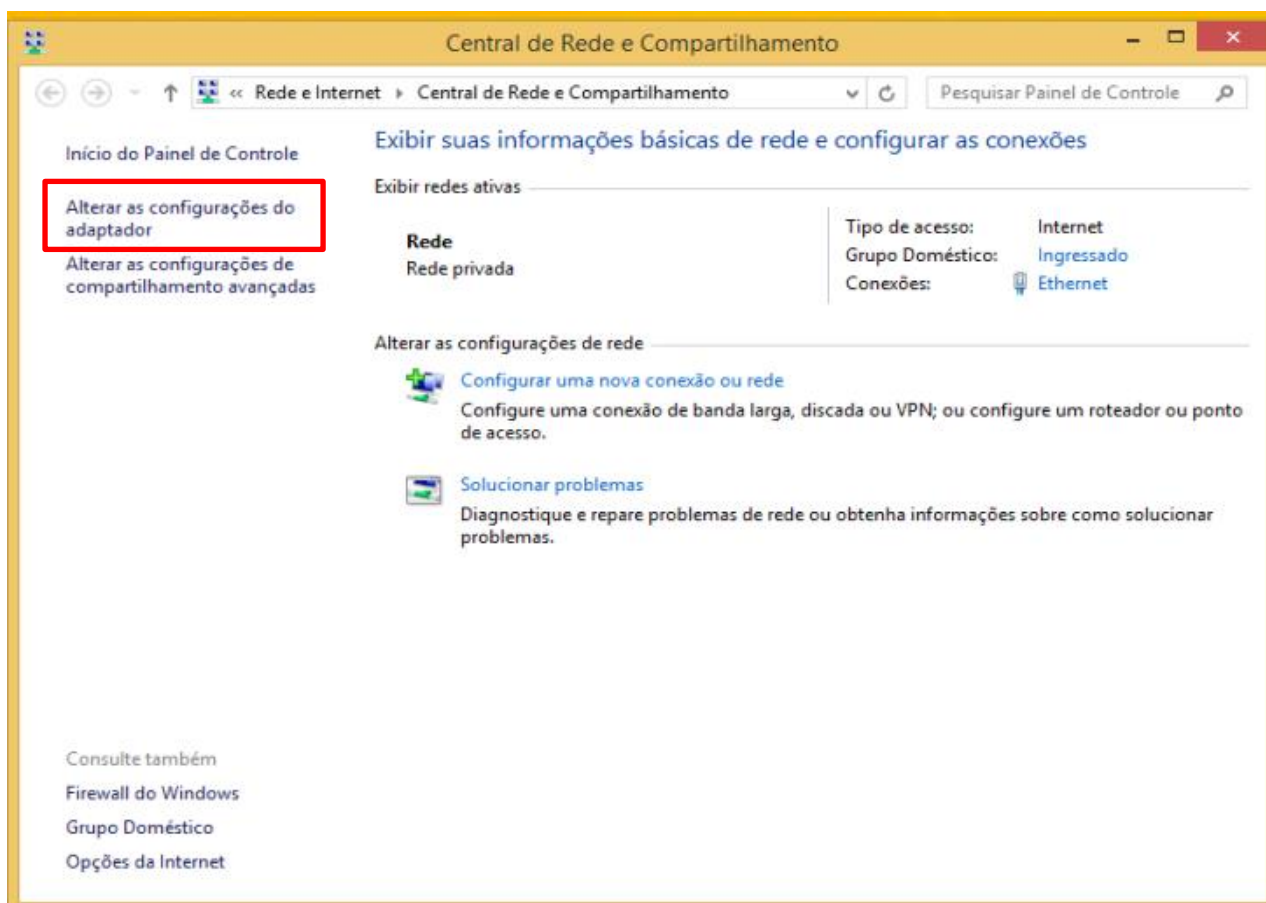 Central de Rede e Compartilhamento
« Rede e Internet Central de Rede e Compartilhamento Pesquisar Painel de Controle
Início do Painel de Controle
Alterar as configurações do
adaptador
Alterar as configurações de
compartilhamento avançadas
Exibir suas informações básicas de rede e configurar as conexões
Exibir redes ativas
Rede
Rede privada
Tipo de acesso: Internet
Grupo Doméstico: Ingressado
Conexões: Ethernet
Alterar as configurações de rede
Configurar uma nova conexão ou rede
Configure uma conexão de banda larga, discada ou VPN; ou configure um roteador ou ponto
de acesso.
Solucionar problemas
Diagnostique e repare problemas de rede ou obtenha informações sobre como solucionar
problemas.
Consulte também
Firewall do Windows
Grupo Doméstico
Opções da Internet